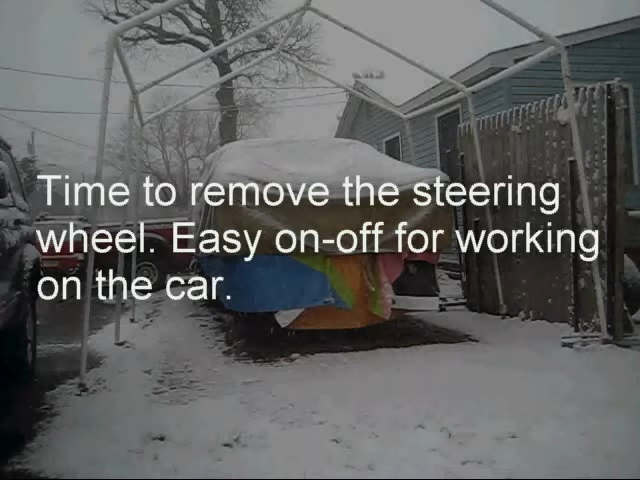 Time to remove the steering
wheel. Easy on-off for working
on the car.